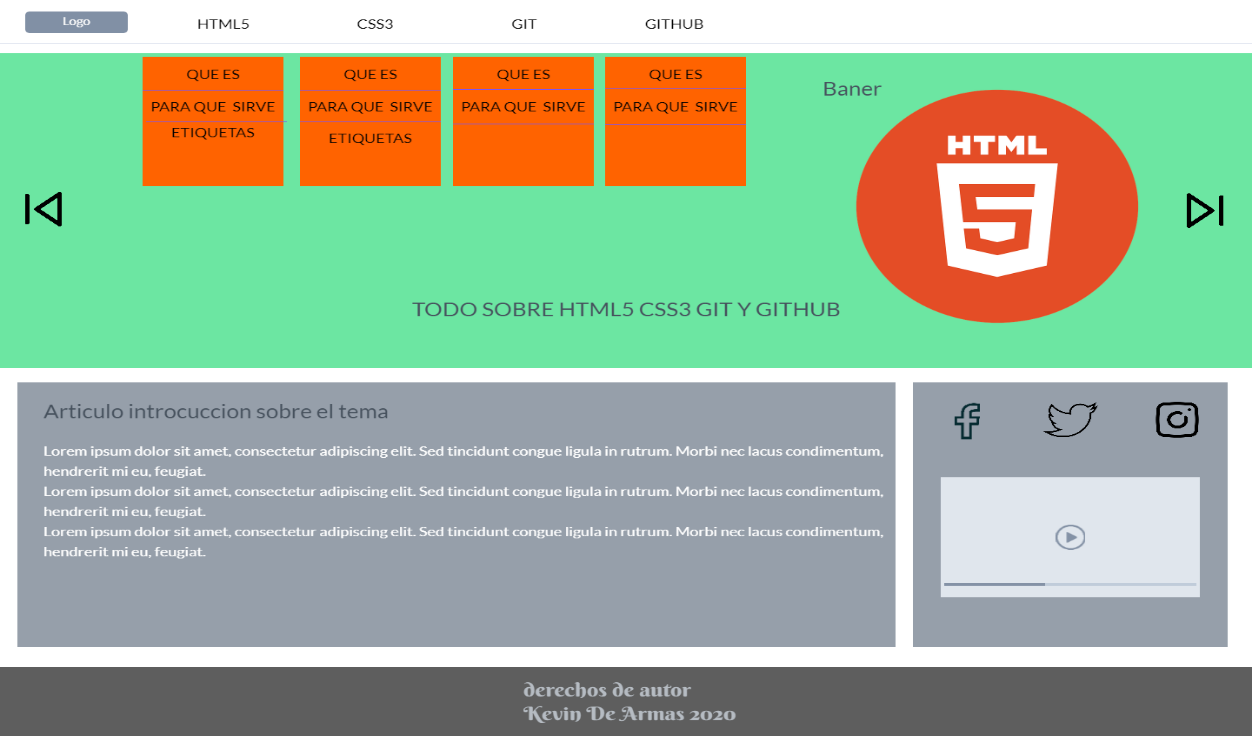 Logo
HTML5 CSS3 GIT GITHUB
QUE ES QUE ES QUE ES QUE ES
PARA QUE SIRVE PARA QUE SIRVE PARA QUE SIRVE PARA QUE SIRVE
ETIQUETAS ETIQUETAS
Baner
HTML
5
TODO SOBRE HTML5 CSS3 GIT Y GITHUB
Articulo introcuccion sobre el tema
Lorem ipsum dolor sit amet, consectetur adipiscing elit. Sed tincidunt congue ligula in rutrum. Morbi nec lacus condimentum,
hendrerit mi eu, feugiat.
Lorem ipsum dolor sit amet, consectetur adipiscing elit. Sed tincidunt congue ligula in rutrum. Morbi nec lacus condimentum,
hendrerit mi eu, feugiat.
Lorem ipsum dolor sit amet, consectetur adipiscing elit. Sed tincidunt congue ligula in rutrum. Morbi nec lacus condimentum,
hendrerit mi eu, feugiat.
derechos de autor
Kevin De Armas 2020